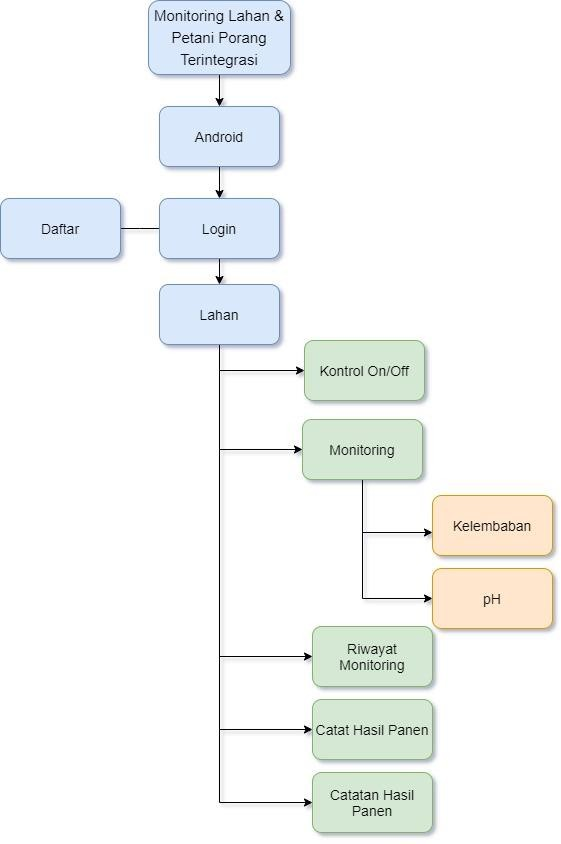 Monitoring Lahan &
Petani Porang
Terintegrasi
Android
Daftar
Login
Lahan
Kontrol On/Off
Monitoring
Kelembaban
pH
Riwayat
Monitoring
Catat Hasil Panen
Catatan Hasil
Panen